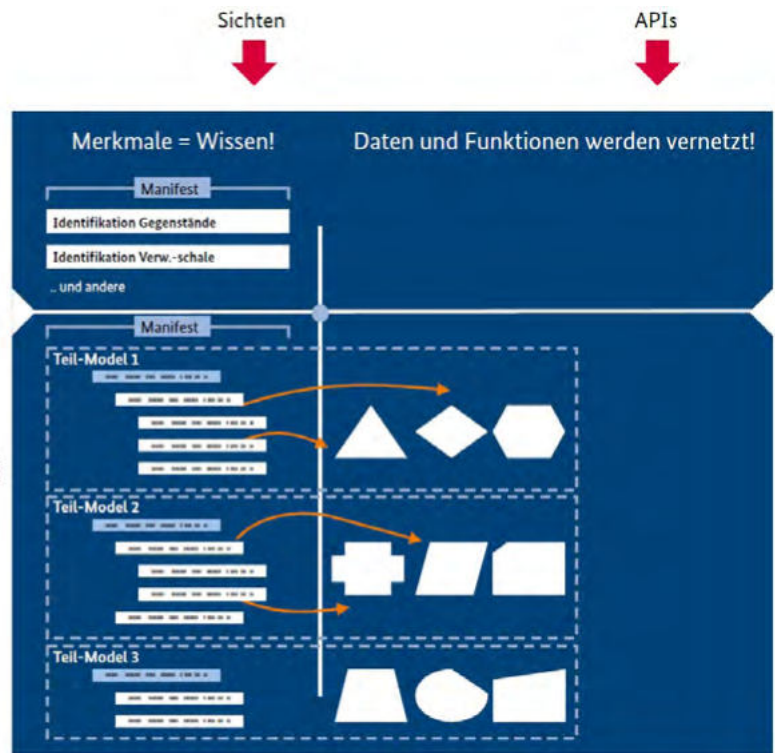 Sichten
APIs
Merkmale = Wissen!
Daten und Funktionen werden vernetzt!
Manifest
Identifikation Gegenstände
Identifikation Verw.-schale
.. und andere
Manifest
Teil-Model 1
Teil-Model 2
Teil-Model 3